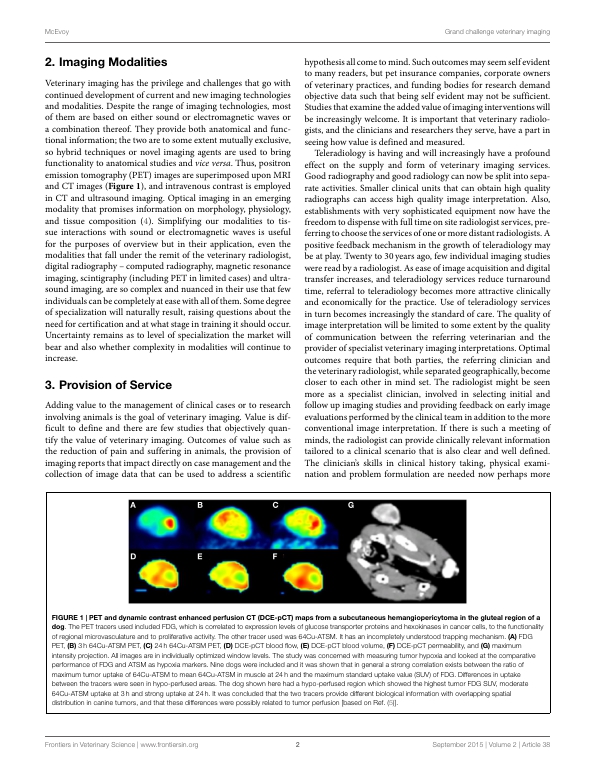 McEvoy
Grand challenge veterinary imaging
2. Imaging Modalities
Veterinary imaging has the privilege and challenges that go with
continued development of current and new imaging technologies
and modalities. Despite the range of imaging technologies, most
of them are based on either sound or electromagnetic waves or
a combination thereof. They provide both anatomical and func-
tional information; the two are to some extent mutually exclusive,
so hybrid techniques or novel imaging agents are used to bring
functionality to anatomical studies and vice versa. Thus, positron
emission tomography (PET) images are superimposed upon MRI
and CT images (Figure 1), and intravenous contrast is employed
in CT and ultrasound imaging. Optical imaging in an emerging
modality that promises information on morphology, physiology,
and tissue composition (4). Simplifying our modalities to tis-
sue interactions with sound or electromagnetic waves is useful
for the purposes of overview but in their application, even the
modalities that fall under the remit of the veterinary radiologist,
digital radiography – computed radiography, magnetic resonance
imaging, scintigraphy (including PET in limited cases) and ultra-
sound imaging, are so complex and nuanced in their use that few
individuals can be completely at ease with all of them. Some degree
of specialization will naturally result, raising questions about the
need for certification and at what stage in training it should occur.
Uncertainty remains as to level of specialization the market will
bear and also whether complexity in modalities will continue to
increase.
3. Provision of Service
Adding value to the management of clinical cases or to research
involving animals is the goal of veterinary imaging. Value is dif-
ficult to define and there are few studies that objectively quan-
tify the value of veterinary imaging. Outcomes of value such as
the reduction of pain and suffering in animals, the provision of
imaging reports that impact directly on case management and the
collection of image data that can be used to address a scientific
hypothesis all come to mind. Such outcomes may seem self evident
to many readers, but pet insurance companies, corporate owners
of veterinary practices, and funding bodies for research demand
objective data such that being self evident may not be sufficient.
Studies that examine the added value of imaging interventions will
be increasingly welcome. It is important that veterinary radiolo-
gists, and the clinicians and researchers they serve, have a part in
seeing how value is defined and measured.
Teleradiology is having and will increasingly have a profound
effect on the supply and form of veterinary imaging services.
Good radiography and good radiology can now be split into sepa-
rate activities. Smaller clinical units that can obtain high quality
radiographs can access high quality image interpretation. Also,
establishments with very sophisticated equipment now have the
freedom to dispense with full time on site radiologist services, pre-
ferring to choose the services of one or more distant radiologists. A
positive feedback mechanism in the growth of teleradiology may
be at play. Twenty to 30 years ago, few individual imaging studies
were read by a radiologist. As ease of image acquisition and digital
transfer increases, and teleradiology services reduce turnaround
time, referral to teleradiology becomes more attractive clinically
and economically for the practice. Use of teleradiology services
in turn becomes increasingly the standard of care. The quality of
image interpretation will be limited to some extent by the quality
of communication between the referring veterinarian and the
provider of specialist veterinary imaging interpretations. Optimal
outcomes require that both parties, the referring clinician and
the veterinary radiologist, while separated geographically, become
closer to each other in mind set. The radiologist might be seen
more as a specialist clinician, involved in selecting initial and
follow up imaging studies and providing feedback on early image
evaluations performed by the clinical team in addition to the more
conventional image interpretation. If there is such a meeting of
minds, the radiologist can provide clinically relevant information
tailored to a clinical scenario that is also clear and well defined.
The clinician's skills in clinical history taking, physical exami-
nation and problem formulation are needed now perhaps more
A B C G
D E F
FIGURE 1 | PET and dynamic contrast enhanced perfusion CT (DCE-pCT) maps from a subcutaneous hemangiopericytoma in the gluteal region of a
dog. The PET tracers used included FDG, which is correlated to expression levels of glucose transporter proteins and hexokinases in cancer cells, to the functionality
of regional microvasculature and to proliferative activity. The other tracer used was 64Cu-ATSM. It has an incompletely understood trapping mechanism. (A) FDG
PET, (B) 3 h 64Cu-ATSM PET, (C) 24 h 64Cu-ATSM PET, (D) DCE-pCT blood flow, (E) DCE-pCT blood volume, (F) DCE-pCT permeability, and (G) maximum
intensity projection. All images are in individually optimized window levels. The study was concerned with measuring tumor hypoxia and looked at the comparative
performance of FDG and ATSM as hypoxia markers. Nine dogs were included and it was shown that in general a strong correlation exists between the ratio of
maximum tumor uptake of 64Cu-ATSM to mean 64Cu-ATSM in muscle at 24 h and the maximum standard uptake value (SUV) of FDG. Differences in uptake
between the tracers were seen in hypo-perfused areas. The dog shown here had a hypo-perfused region which showed the highest tumor FDG SUV, moderate
64Cu-ATSM uptake at 3 h and strong uptake at 24 h. It was concluded that the two tracers provide different biological information with overlapping spatial
distribution in canine tumors, and that these differences were possibly related to tumor perfusion [based on Ref. (5)].
Frontiers in Veterinary Science | www.frontiersin.org
2
September 2015 | Volume 2 | Article 38